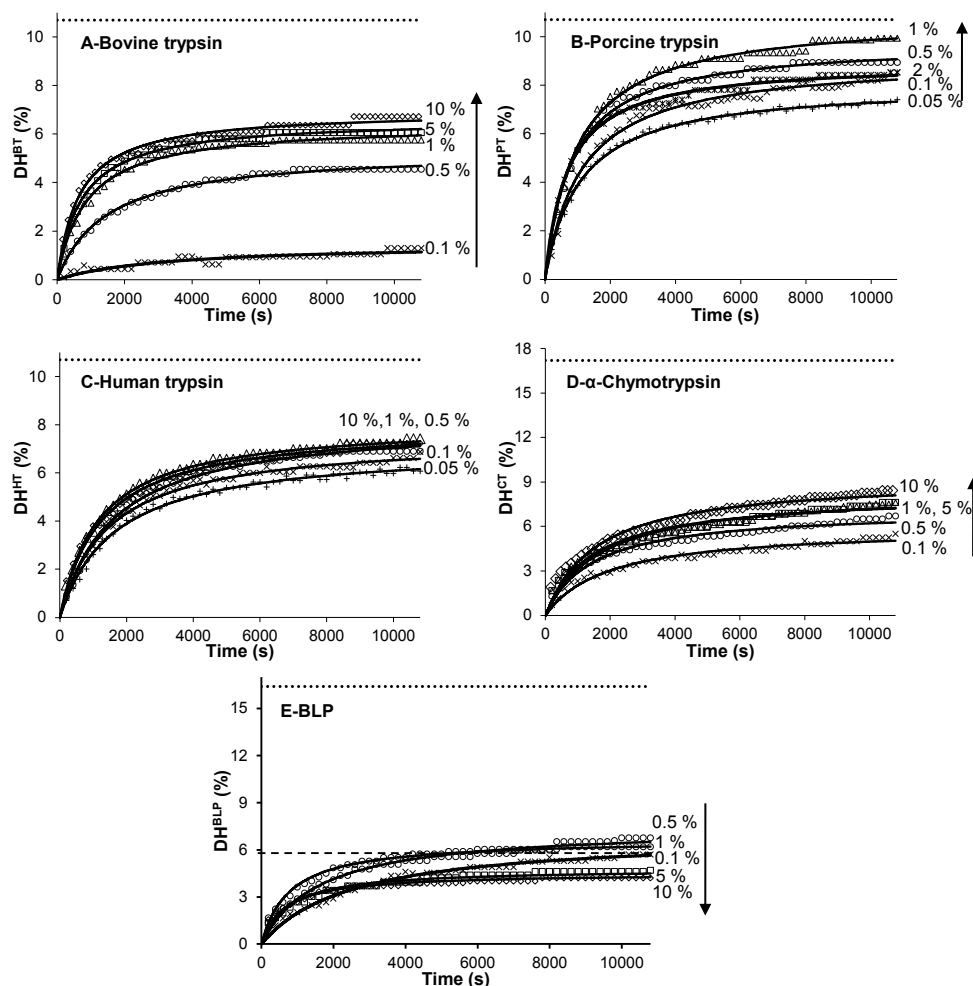 A-Bovine trypsin
DH^BT (%)
10
8
6
4
2
0
10 %
5 %
1 %
0.5 %
0.1 %
0 2000 4000 6000 8000 10000
Time (s)
B-Porcine trypsin
DH^PT (%)
10
8
6
4
2
0
1 %
0.5 %
2 %
0.1 %
0.05 %
0 2000 4000 6000 8000 10000
Time (s)
C-Human trypsin
DH^HT (%)
10
8
6
4
2
0
10 %,1 %, 0.5 %
0.1 %
0.05 %
0 2000 4000 6000 8000 10000
Time (s)
D-α-Chymotrypsin
DH^CT (%)
18
15
12
9
6
3
0
10 %
1 %, 5 %
0.5 %
0.1 %
0 2000 4000 6000 8000 10000
Time (s)
E-BLP
DH^BLP (%)
15
12
9
6
3
0
0.5 %
1 %
0.1 %
5 %
10 %
0 2000 4000 6000 8000 10000
Time (s)